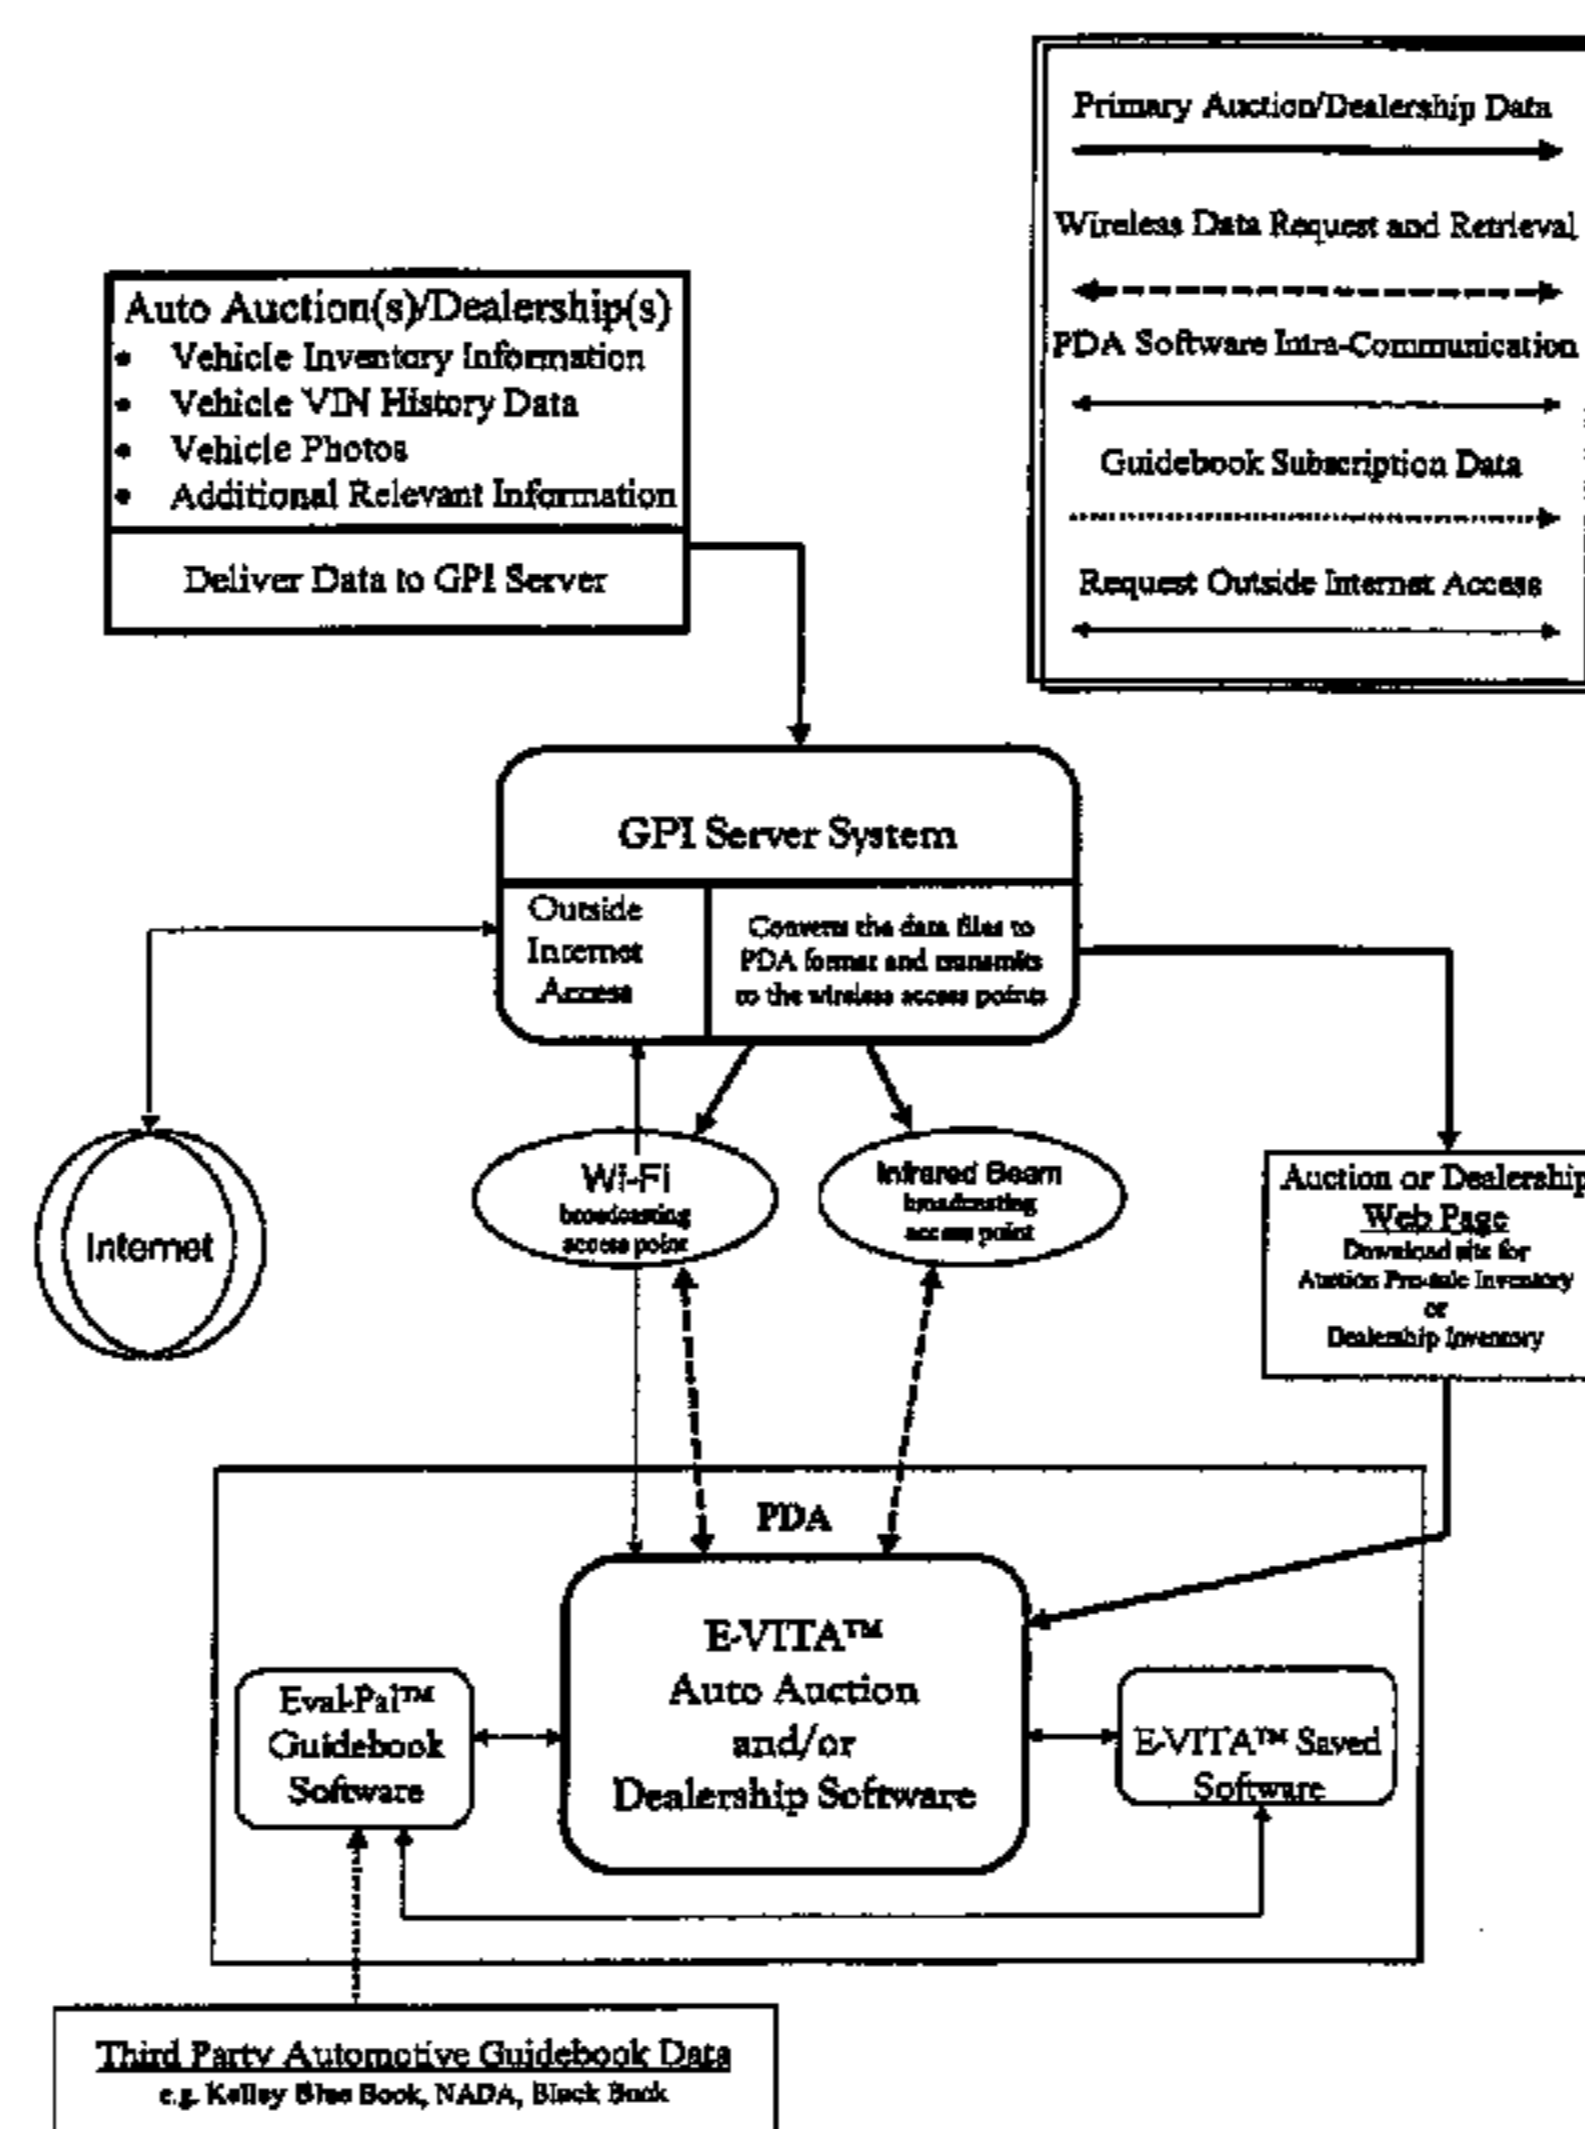 Primary Auction/Dealership Data
Wireless Data Request and Retrieval
PDA Software Intra-Communication
Guidebook Subscription Data
Request Outside Internet Access
Auto Auction(s)/Dealership(s)
• Vehicle Inventory Information
• Vehicle VIN History Data
• Vehicle Photos
• Additional Relevant Information
Deliver Data to GPI Server
GPI Server System
Outside
Internet
Access
Converts the data files to
PDA format and transmits
to the wireless access points
Internet
Wi-Fi
broadcasting
access point
Infrared Beam
broadcasting
access point
Auction or Dealership
Web Page
Download site for
Auction Pre-sale Inventory
or
Dealership Inventory
PDA
E-VITA™
Auto Auction
and/or
Dealership Software
Eval-Pal™
Guidebook
Software
E-VITA™ Saved
Software
Third Party Automotive Guidebook Data
e.g. Kelley Blue Book, NADA, Black Book